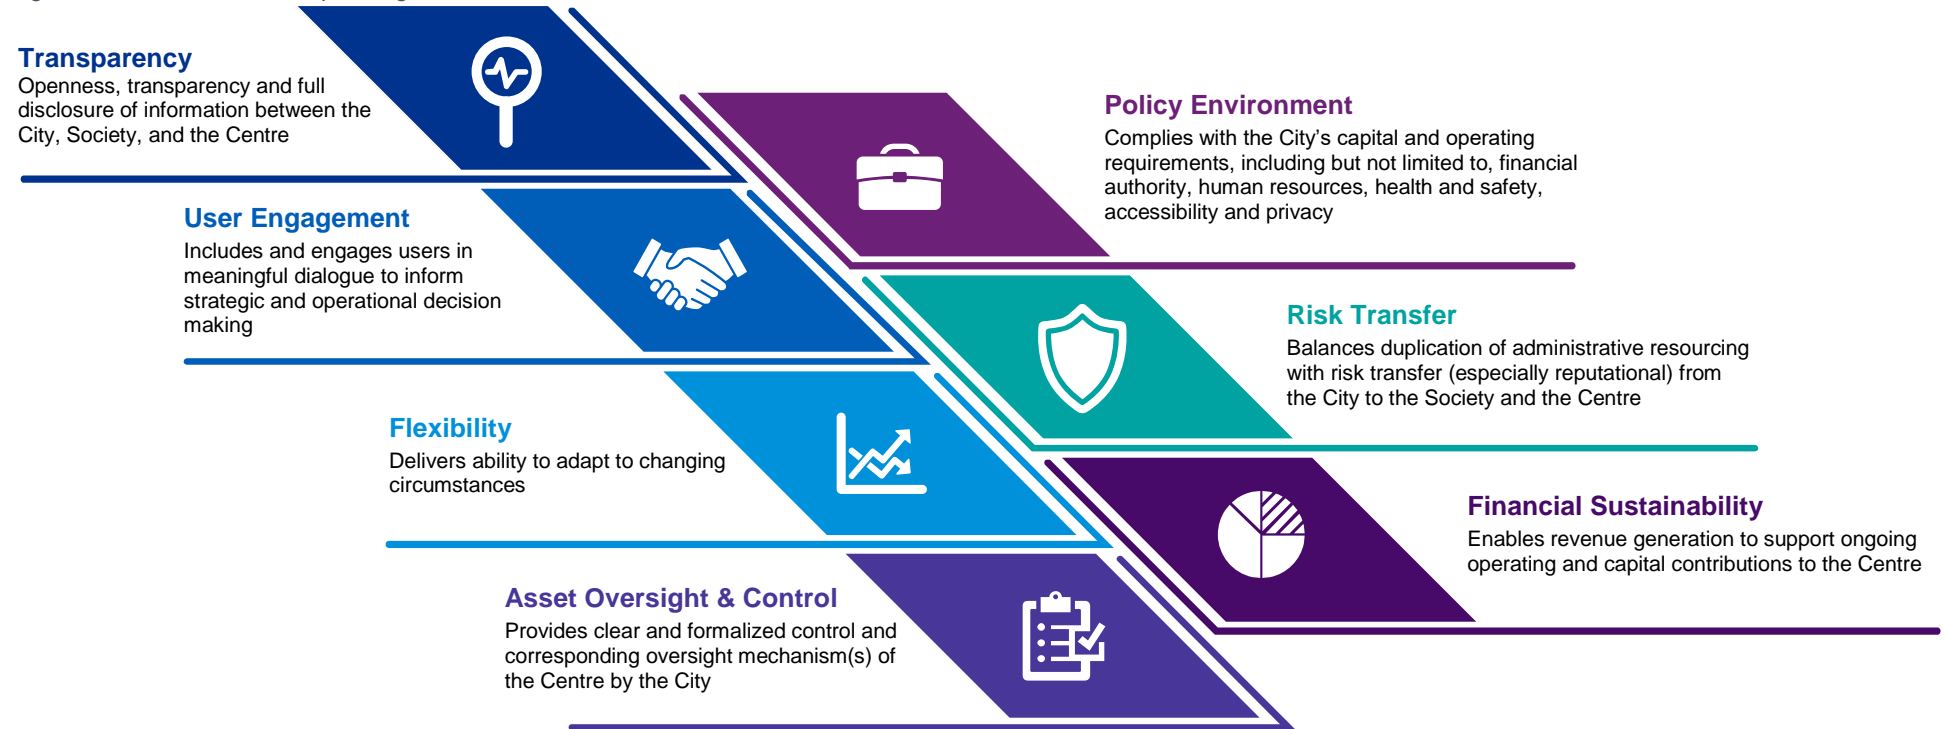 Transparency
Openness, transparency and full
disclosure of information between the
City, Society, and the Centre
Policy Environment
Complies with the City’s capital and operating
requirements, including but not limited to, financial
authority, human resources, health and safety,
accessibility and privacy
User Engagement
Includes and engages users in
meaningful dialogue to inform
strategic and operational decision
making
Risk Transfer
Balances duplication of administrative resourcing
with risk transfer (especially reputational) from
the City to the Society and the Centre
Flexibility
Delivers ability to adapt to changing
circumstances
Financial Sustainability
Enables revenue generation to support ongoing
operating and capital contributions to the Centre
Asset Oversight & Control
Provides clear and formalized control and
corresponding oversight mechanism(s) of
the Centre by the City